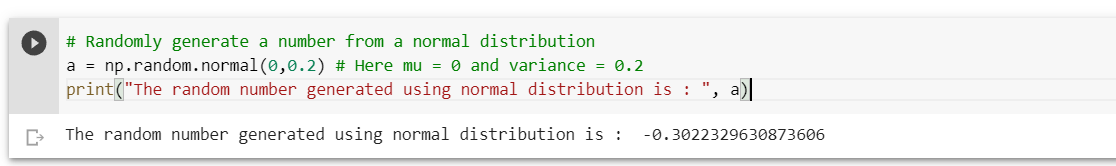 # Randomly generate a number from a normal distribution
a = np.random.normal(0,0.2) # Here mu = 0 and variance = 0.2
print("The random number generated using normal distribution is : ", a)
The random number generated using normal distribution is :  -0.3022329630873606